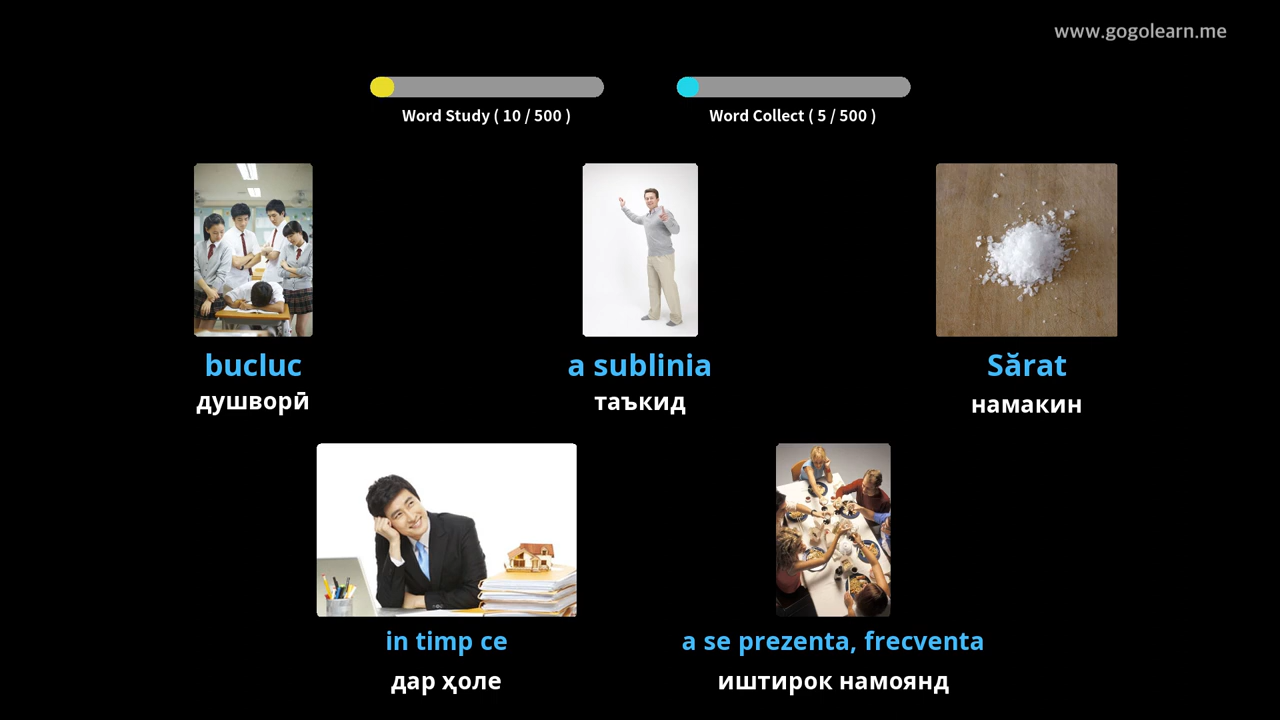 www.gogolearn.me
Word Study ( 10 / 500 )
Word Collect ( 5 / 500 )
bucluc
душворӣ
a sublinia
таъкид
Sărat
намакин
in timp ce
дар ҳоле
a se prezenta, frecventa
иштирок намоянд